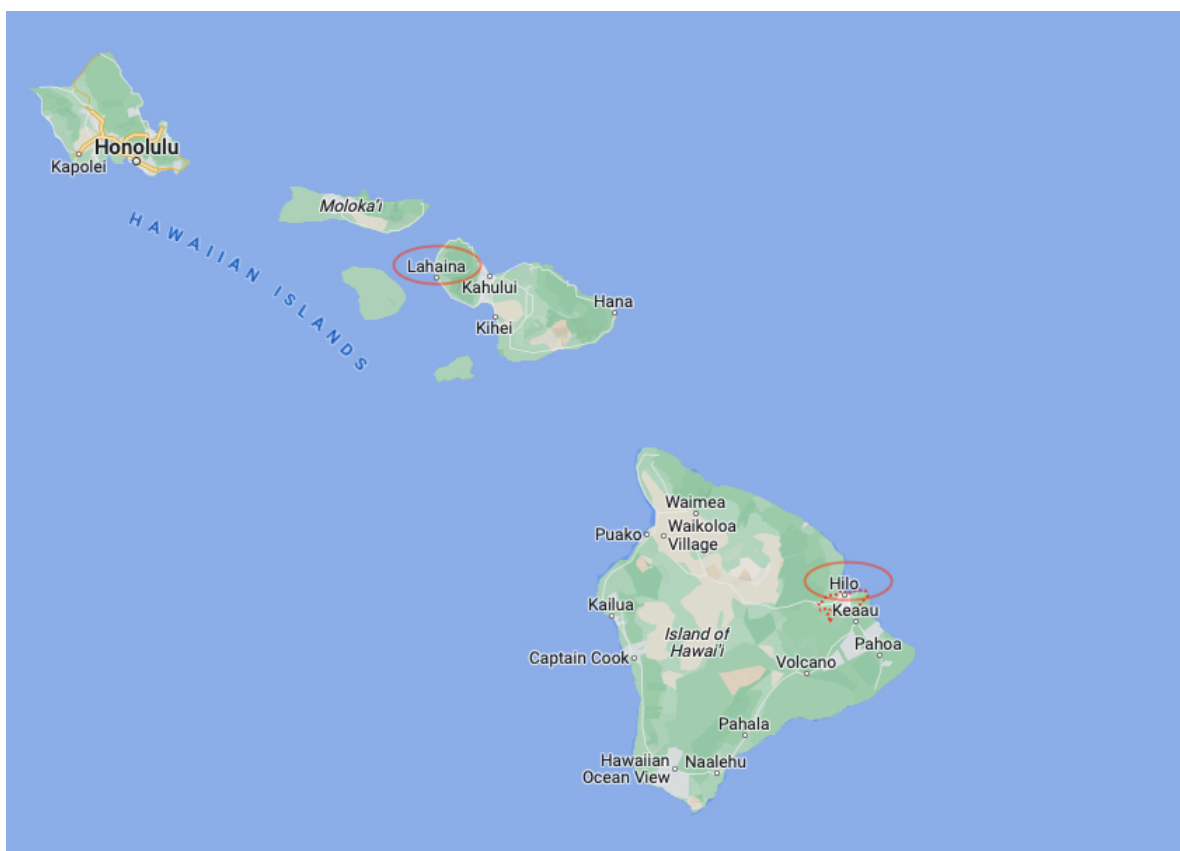 Honolulu
Kapolei
HAWAIIAN ISLANDS
Moloka'i
Lahaina
Kahului
Kihei
Hana
Waimea
Puako
Waikoloa
Village
Hilo
Keaau
Kailua
Island of
Hawai'i
Pahoa
Captain Cook
Volcano
Pahala
Hawaiian
Ocean View
Naalehu